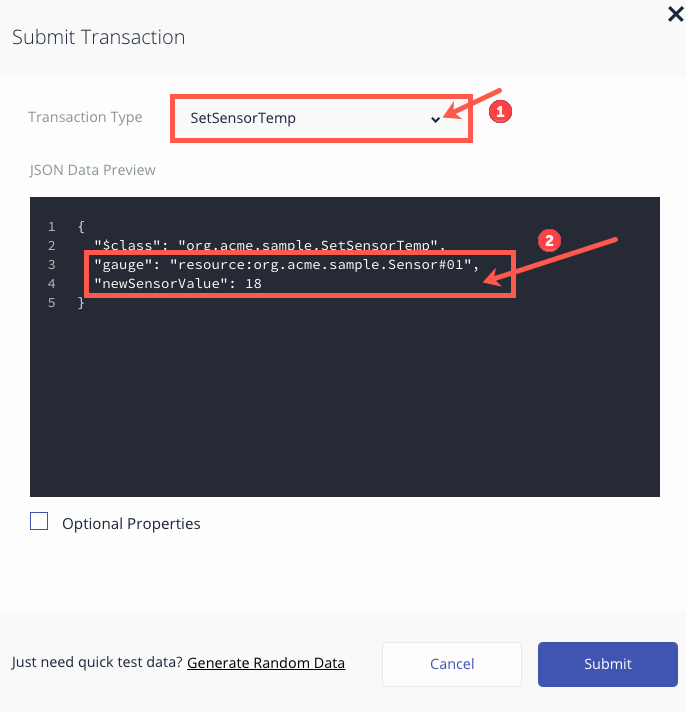 Submit Transaction
Transaction Type
SetSensorTemp
1
JSON Data Preview
2
1 {
2 "$class": "org.acme.sample.SetSensorTemp",
3 "gauge": "resource:org.acme.sample.Sensor#01",
4 "newSensorValue": 18
5 }
Optional Properties
Just need quick test data? Generate Random Data
Cancel
Submit